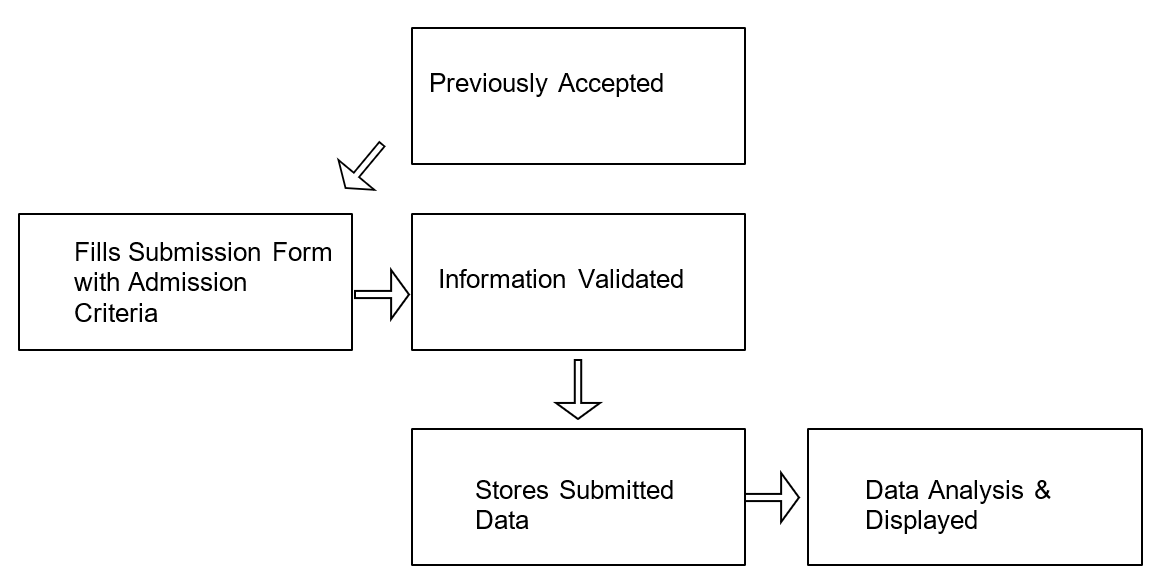 Previously Accepted
Fills Submission Form
with Admission
Criteria
Information Validated
Stores Submitted
Data
Data Analysis &
Displayed